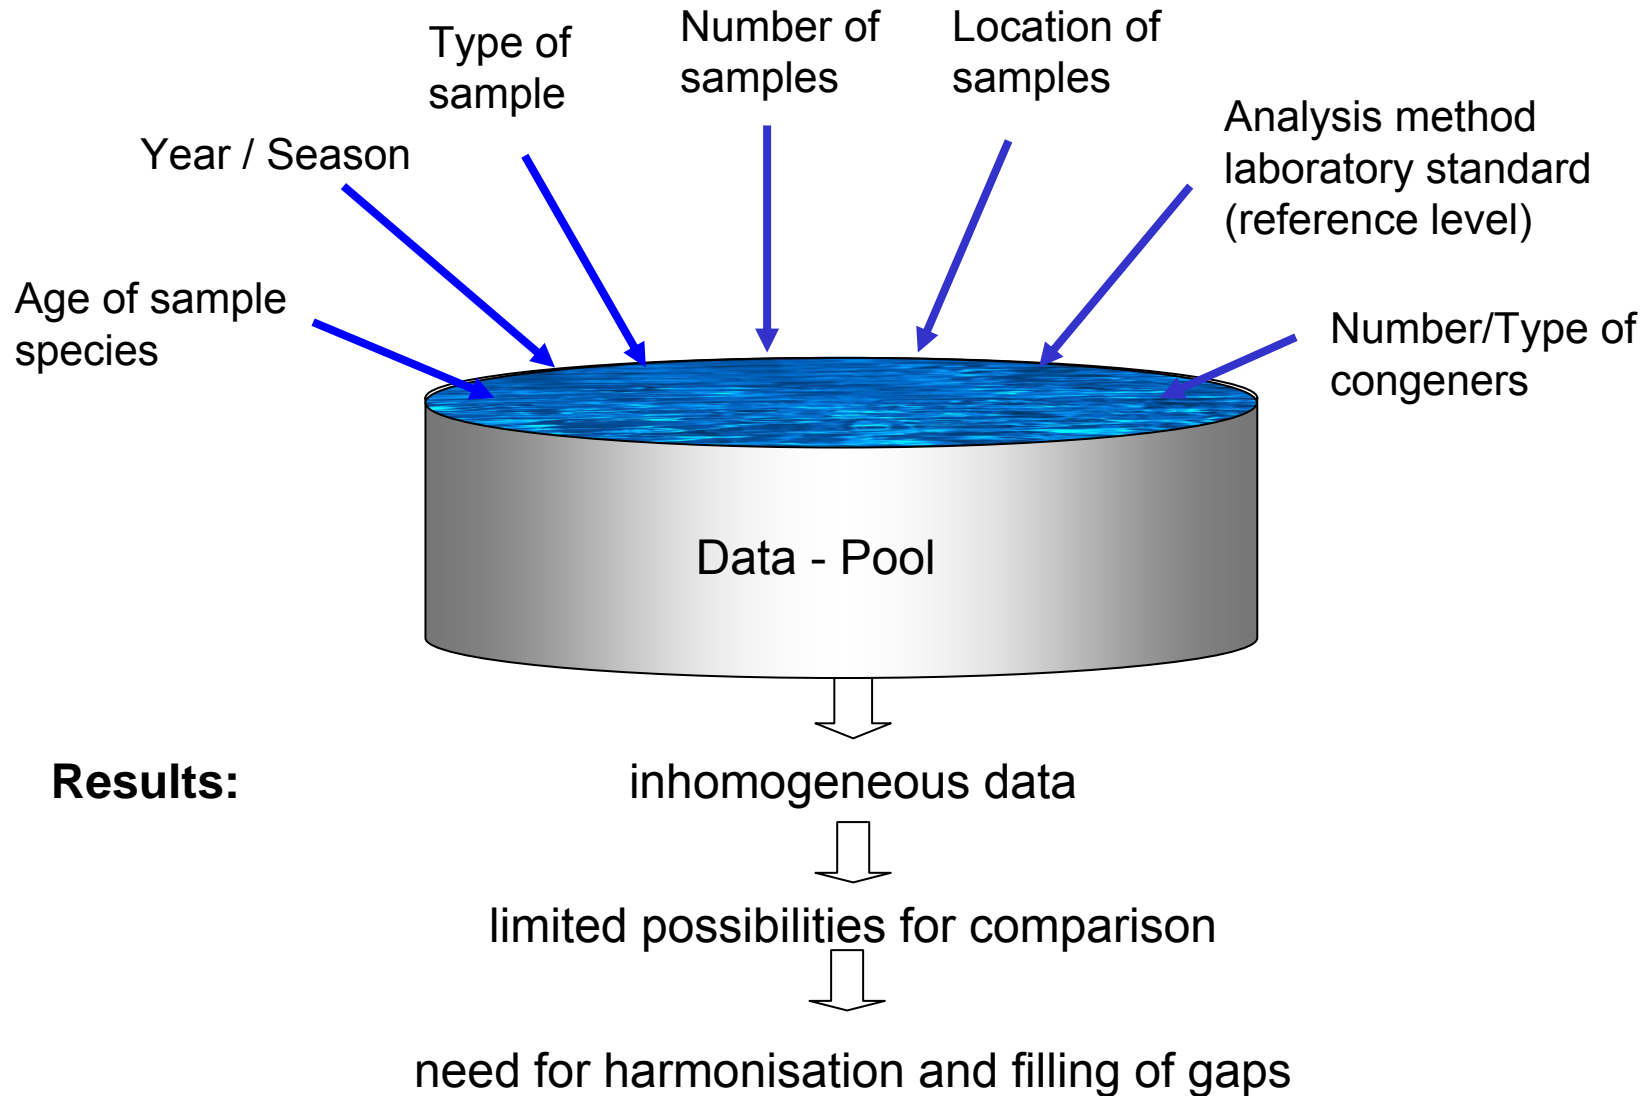 Type of
sample
Number of
samples
Location of
samples
Year / Season
Analysis method
laboratory standard
(reference level)
Age of sample
species
Number/Type of
congeners
Data - Pool
Results:
inhomogeneous data
limited possibilities for comparison
need for harmonisation and filling of gaps